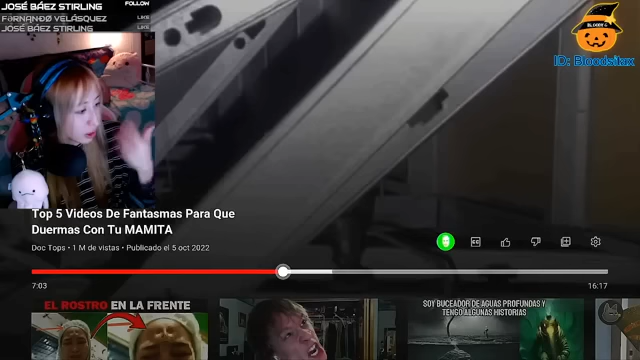 JOSÉ BÁEZ STIRLING
FOLLOW
FARNANDØ VELÁSQUEZ
LIKE
JOSÉ BÁEZ STIRLING
LIKE
BLOODY G
ID: Bloodsitax
Top 5 Videos De Fantasmas Para Que
Duermas Con Tu MAMITA
Doc Tops • 1 M de vistas • Publicado el 5 oct 2022
7:03
16:17
EL ROSTRO EN LA FRENTE
SOY BUCEADOR DE AGUAS PROFUNDAS Y
TENGO ALGUNAS HISTORIAS